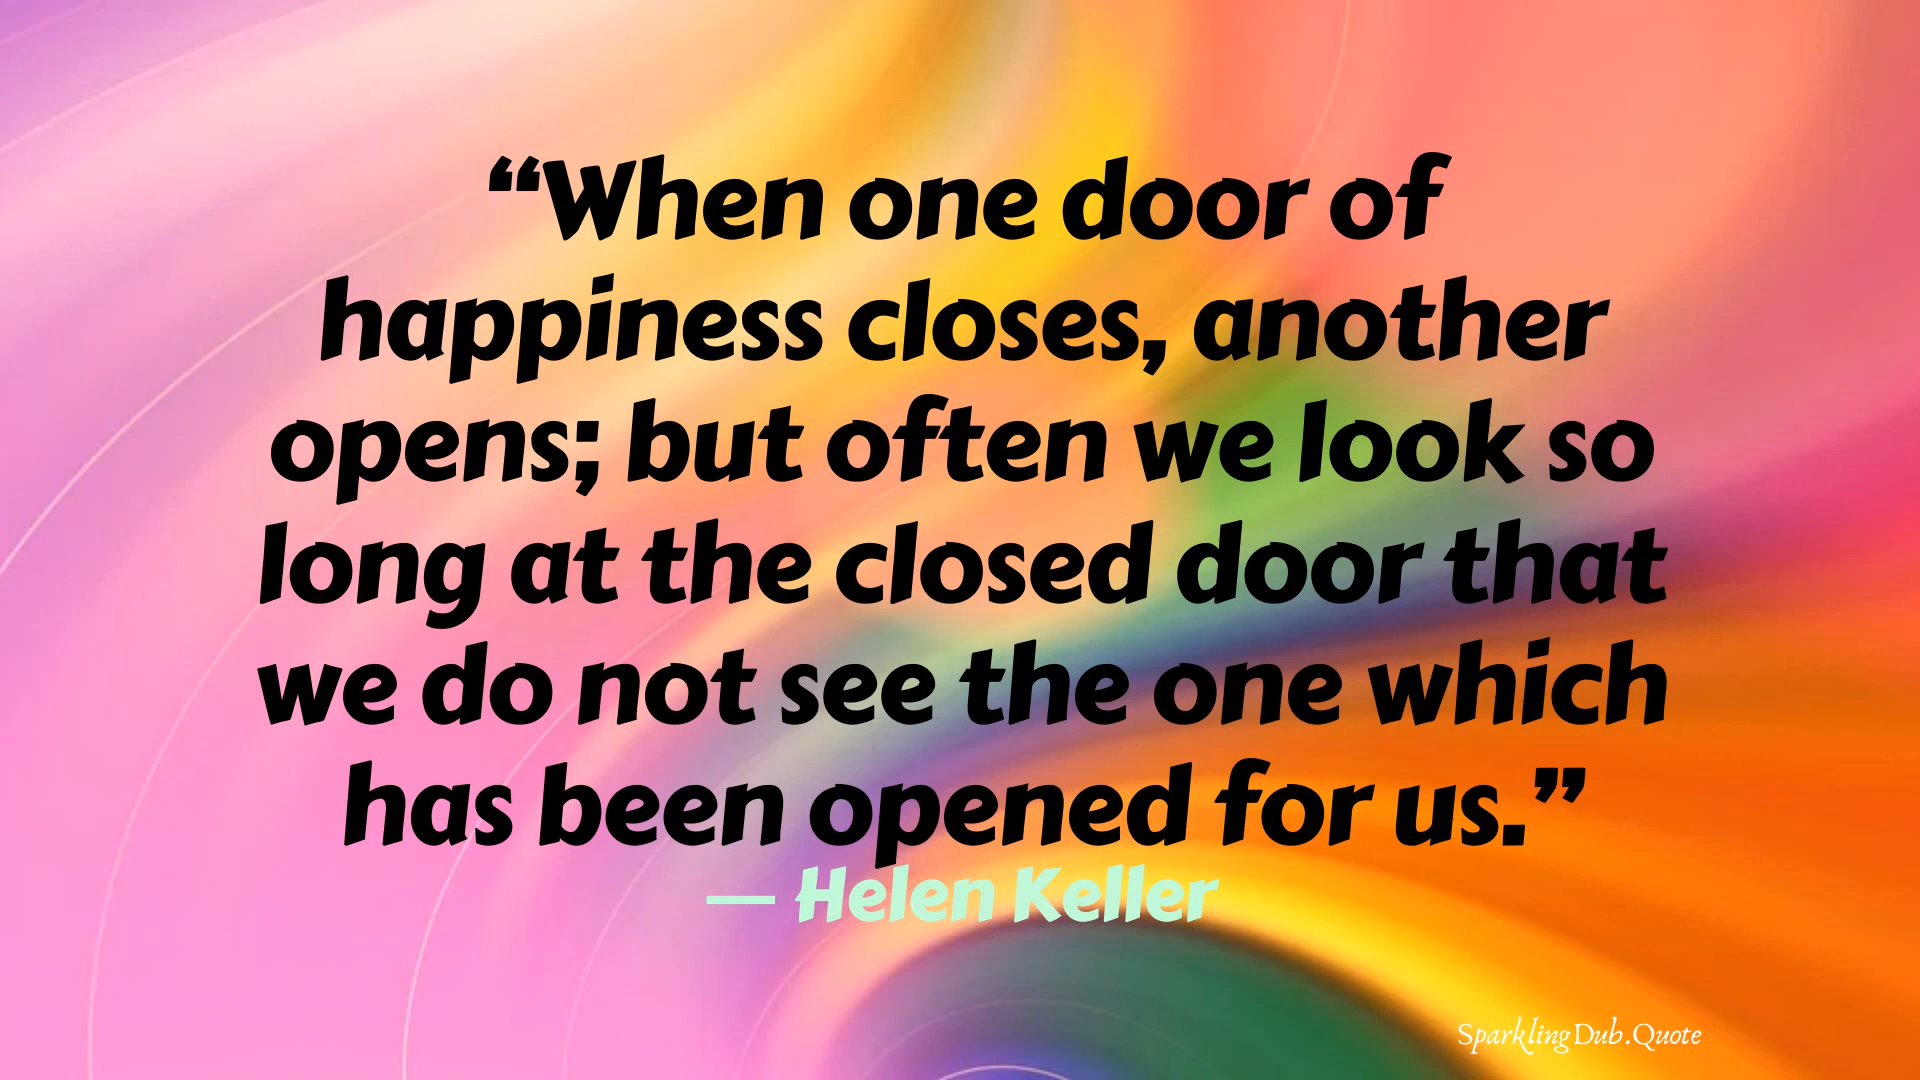 “When one door of
happiness closes, another
opens; but often we look so
long at the closed door that
we do not see the one which
has been opened for us.”
— Helen Keller
SparklingDub.Quote